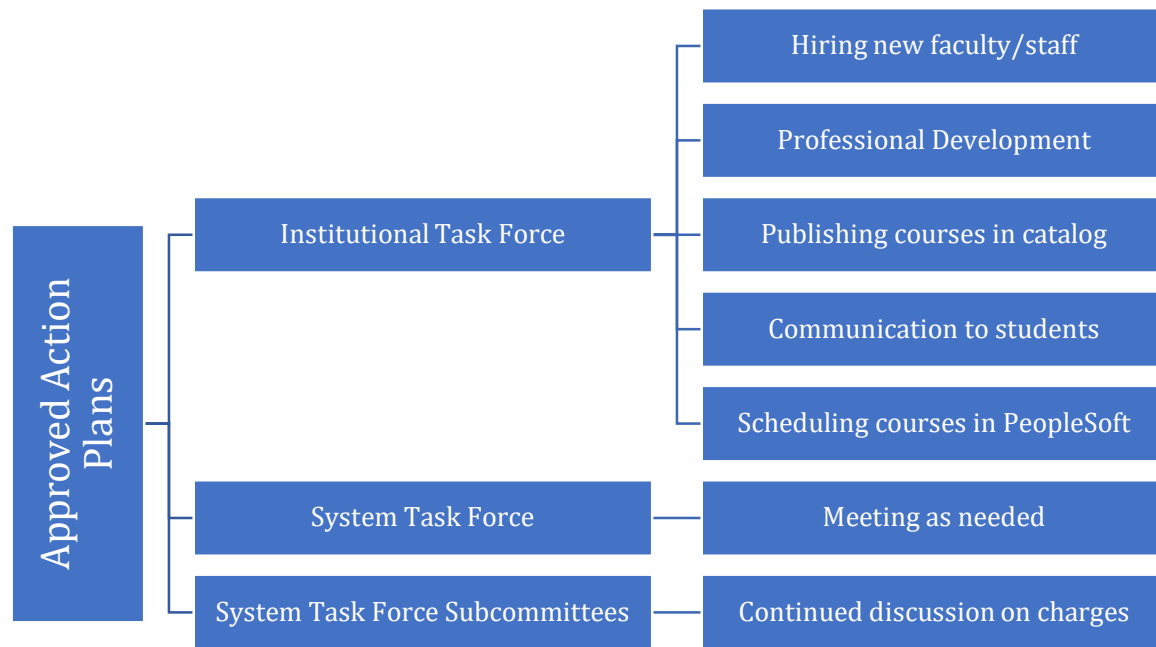 Approved Action
Plans
Institutional Task Force
Hiring new faculty/staff
Professional Development
Publishing courses in catalog
Communication to students
Scheduling courses in PeopleSoft
System Task Force
Meeting as needed
System Task Force Subcommittees
Continued discussion on charges